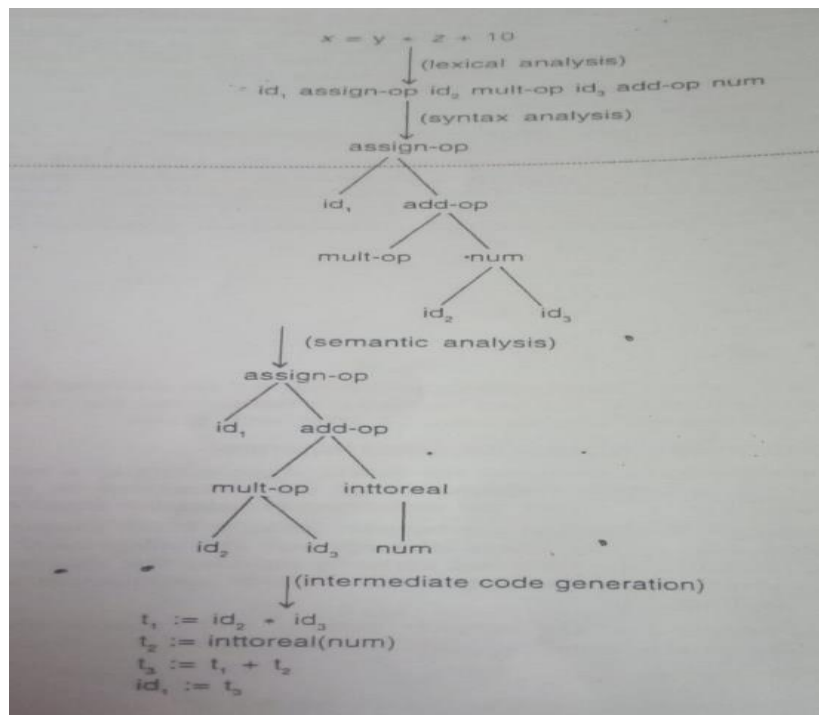 x = y * z + 10
(lexical analysis)
id₁ assign-op id₂ mult-op id₃ add-op num
(syntax analysis)
assign-op
id₁ add-op
mult-op num
id₂ id₃
(semantic analysis)
assign-op
id₁ add-op
mult-op inttoreal
id₂ id₃ num
(intermediate code generation)
t₁ := id₂ * id₃
t₂ := inttoreal(num)
t₃ := t₁ + t₂
id₁ := t₃